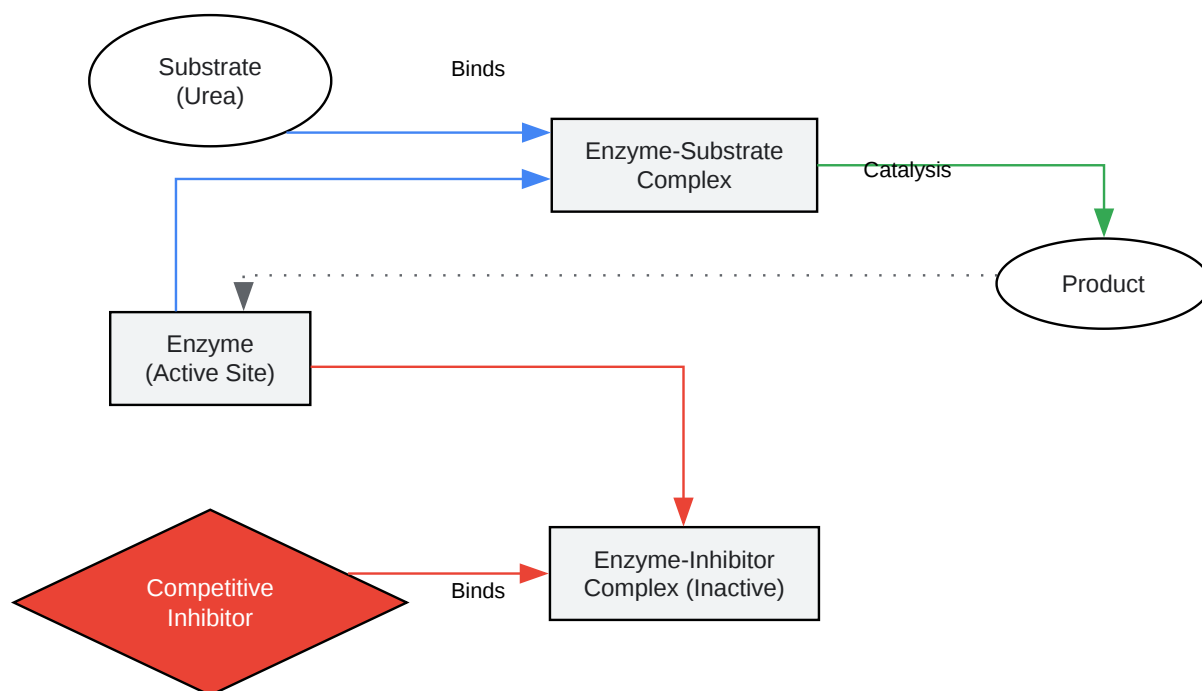 Substrate
(Urea)
Binds
Enzyme-Substrate
Complex
Catalysis
Product
Enzyme
(Active Site)
Competitive
Inhibitor
Binds
Enzyme-Inhibitor
Complex (Inactive)